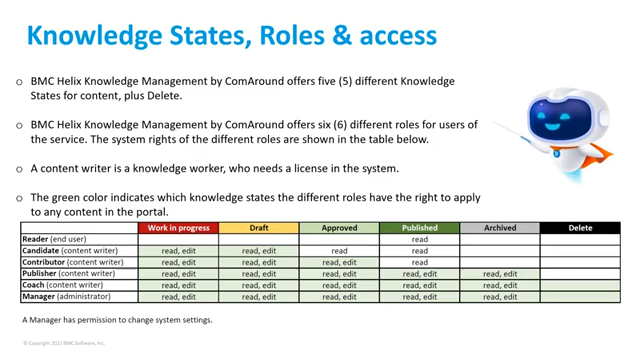 Knowledge States, Roles & access
o BMC Helix Knowledge Management by ComAround offers five (5) different Knowledge
States for content, plus Delete.
o BMC Helix Knowledge Management by ComAround offers six (6) different roles for users of
the service. The system rights of the different roles are shown in the table below.
o A content writer is a knowledge worker, who needs a license in the system.
o The green color indicates which knowledge states the different roles have the right to apply
to any content in the portal.
Work in progress Draft Approved Published Archived Delete
Reader (end user) read
Candidate (content writer) read, edit read, edit read read
Contributor (content writer) read, edit read, edit read, edit read
Publisher (content writer) read, edit read, edit read, edit read, edit read, edit
Coach (content writer) read, edit read, edit read, edit read, edit read, edit
Manager (administrator) read, edit read, edit read, edit read, edit read, edit
A Manager has permission to change system settings.
© Copyright 2022 BMC Software, Inc.